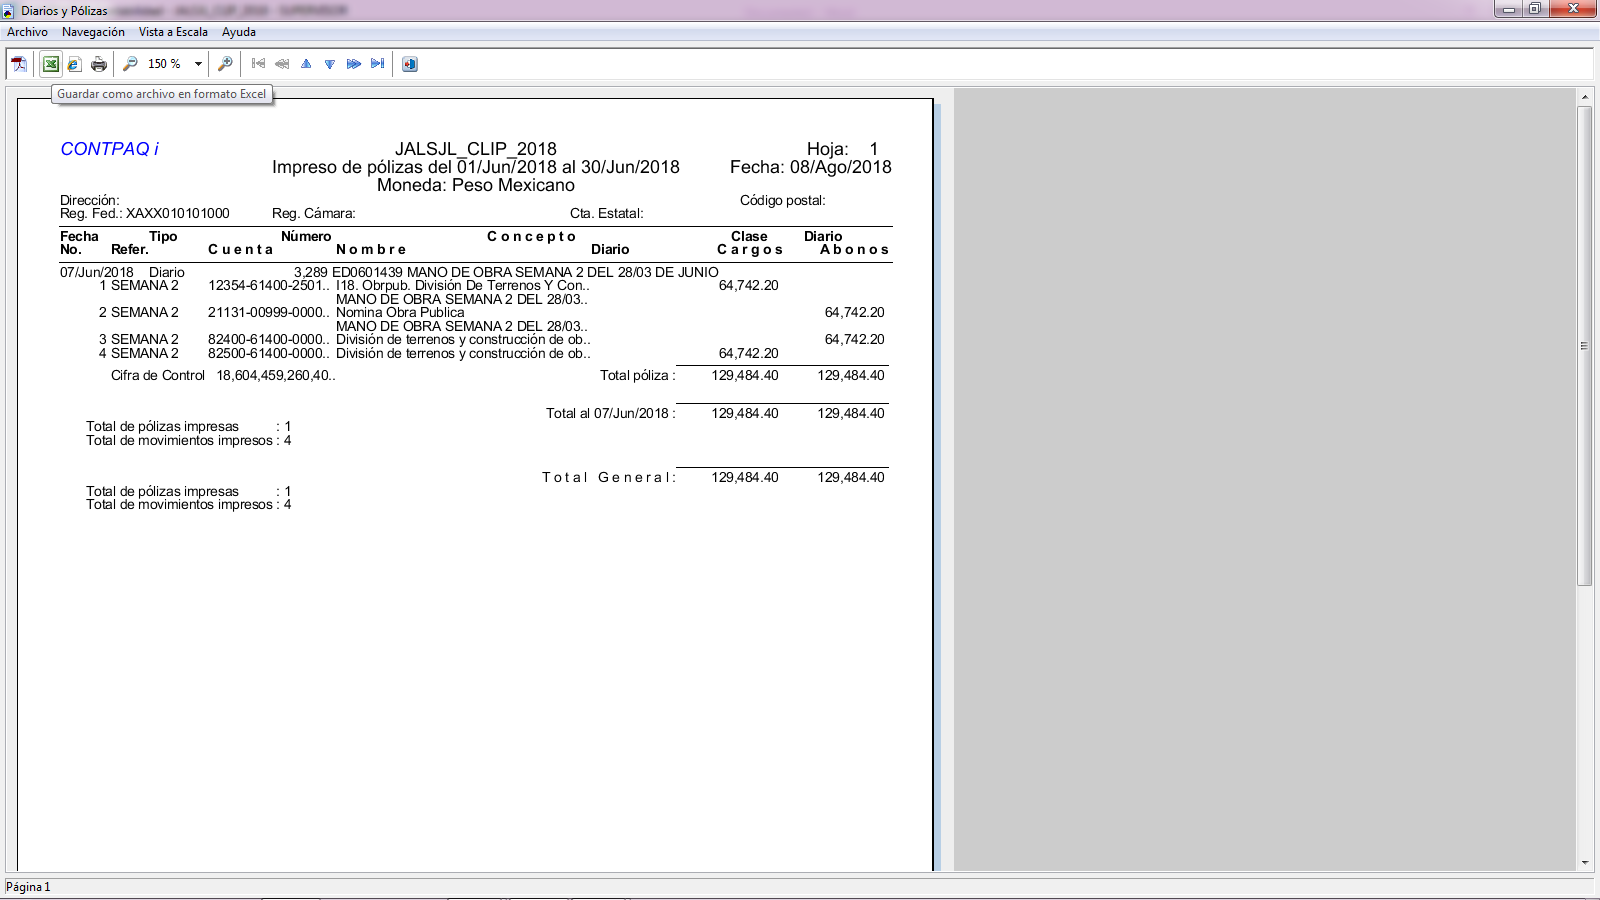 Diarios y Pólizas
Archivo Navegación Vista a Escala Ayuda
150 %
Guardar como archivo en formato Excel
CONTPAQ i JALSJL_CLIP_2018 Hoja: 1
Impreso de pólizas del 01/Jun/2018 al 30/Jun/2018 Fecha: 08/Ago/2018
Moneda: Peso Mexicano
Dirección: Código postal:
Reg. Fed.: XAXX010101000 Reg. Cámara: Cta. Estatal:
Fecha Tipo Número Concepto Clase Diario
No. Refer. Cuenta Nombre Diario Cargos Abonos
07/Jun/2018 Diario 3,289 ED0601439 MANO DE OBRA SEMANA 2 DEL 28/03 DE JUNIO
1 SEMANA 2 12354-61400-2501.. I18. Obrpub. División De Terrenos Y Con.. 64,742.20
MANO DE OBRA SEMANA 2 DEL 28/03..
2 SEMANA 2 21131-00999-0000.. Nomina Obra Publica 64,742.20
MANO DE OBRA SEMANA 2 DEL 28/03..
3 SEMANA 2 82400-61400-0000.. División de terrenos y construcción de ob.. 64,742.20
4 SEMANA 2 82500-61400-0000.. División de terrenos y construcción de ob.. 64,742.20
Cifra de Control 18,604,459,260,40.. Total póliza : 129,484.40 129,484.40
Total al 07/Jun/2018 : 129,484.40 129,484.40
Total de pólizas impresas : 1
Total de movimientos impresos : 4
Total General: 129,484.40 129,484.40
Total de pólizas impresas : 1
Total de movimientos impresos : 4
Página 1